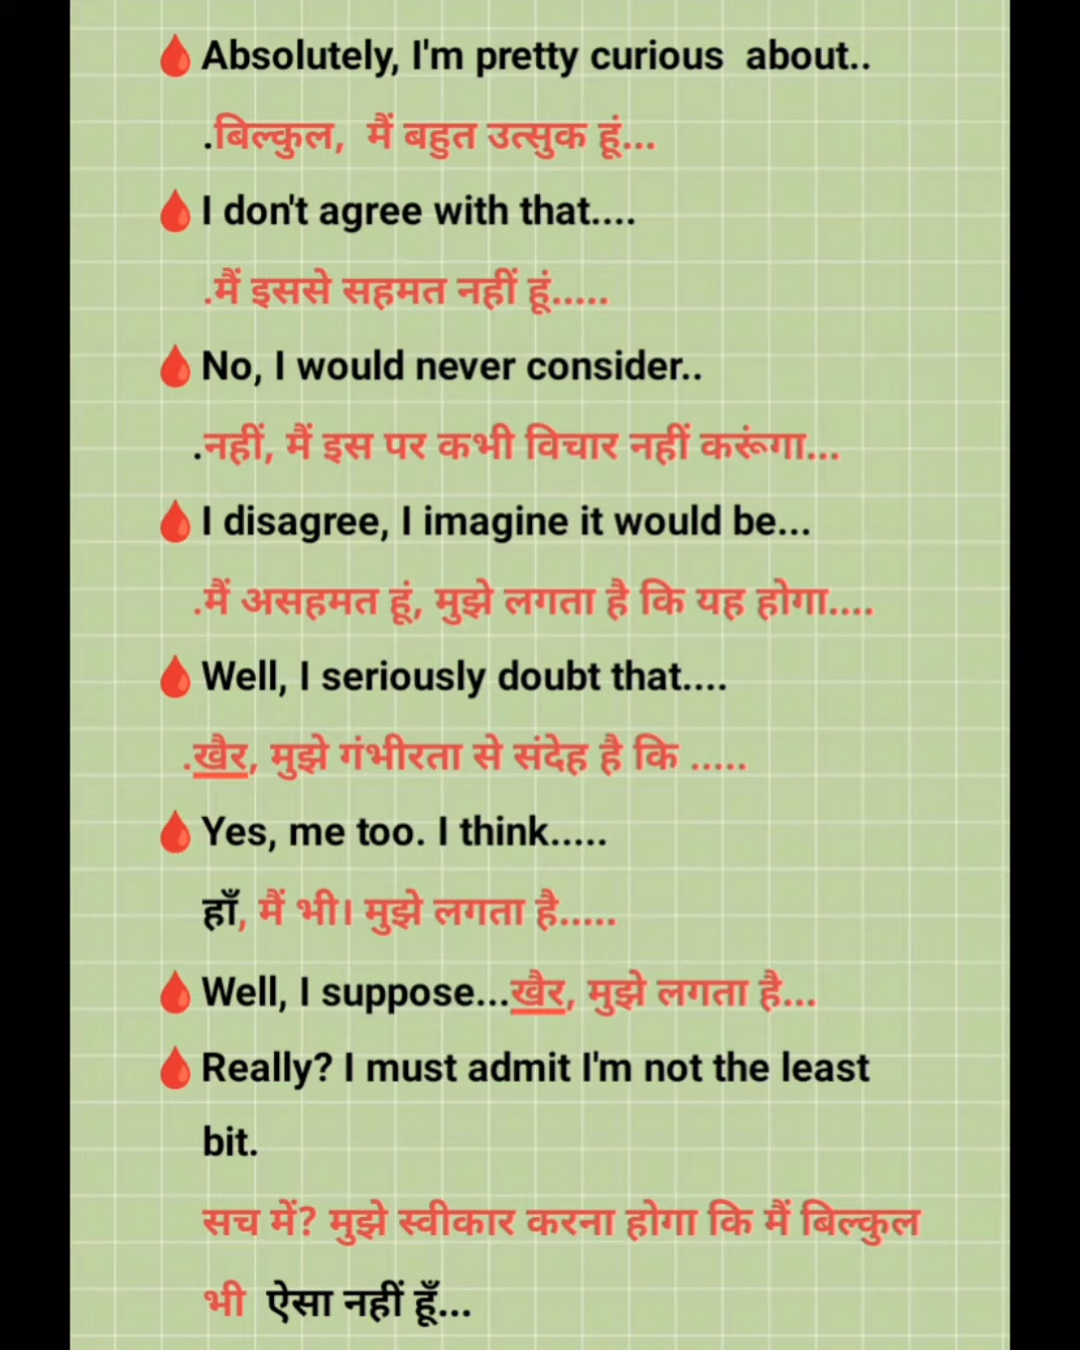 🩸Absolutely, I'm pretty curious  about..
.बिल्कुल,  मैं बहुत उत्सुक हूं...
🩸I don't agree with that....
.मैं इससे सहमत नहीं हूं.....
🩸No, I would never consider..
.नहीं, मैं इस पर कभी विचार नहीं करूंगा...
🩸I disagree, I imagine it would be...
.मैं असहमत हूं, मुझे लगता है कि यह होगा....
🩸Well, I seriously doubt that....
.खैर, मुझे गंभीरता से संदेह है कि .....
🩸Yes, me too. I think.....
हाँ, मैं भी। मुझे लगता है.....
🩸Well, I suppose...खैर, मुझे लगता है...
🩸Really? I must admit I'm not the least
bit.
सच में? मुझे स्वीकार करना होगा कि मैं बिल्कुल
भी  ऐसा नहीं हूँ...